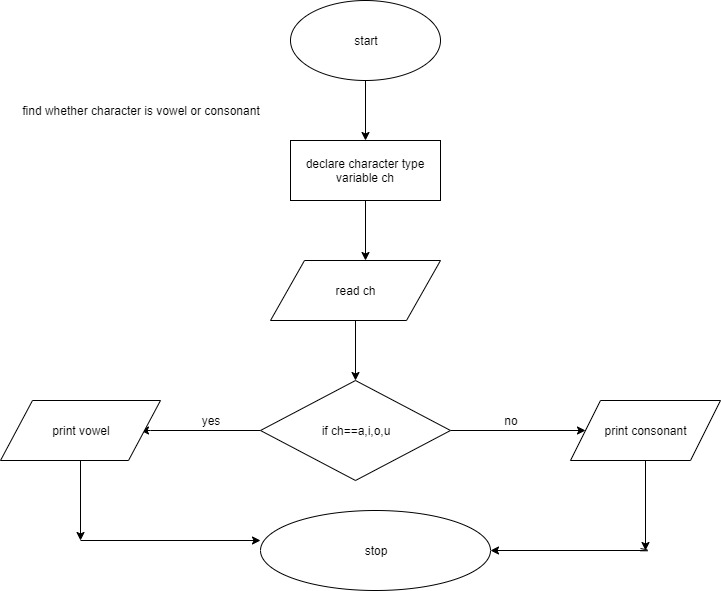 start
find whether character is vowel or consonant
declare character type
variable ch
read ch
yes
no
print vowel
if ch==a,i,o,u
print consonant
stop